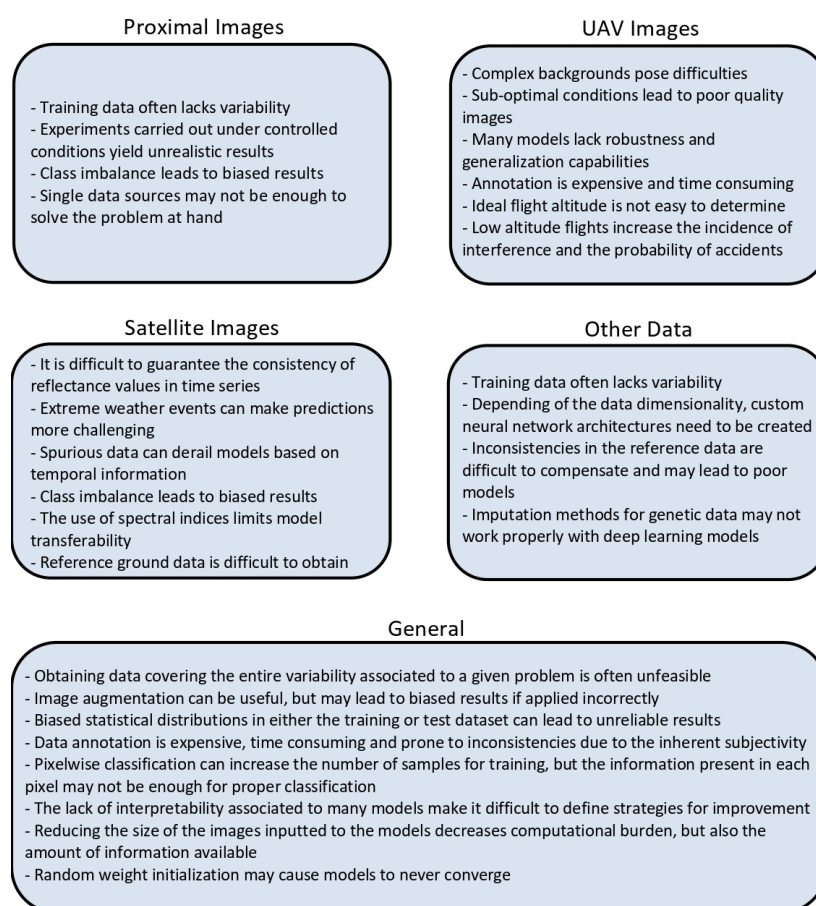 Proximal Images
- Training data often lacks variability
- Experiments carried out under controlled
conditions yield unrealistic results
- Class imbalance leads to biased results
- Single data sources may not be enough to
solve the problem at hand
UAV Images
- Complex backgrounds pose difficulties
- Sub-optimal conditions lead to poor quality
images
- Many models lack robustness and
generalization capabilities
- Annotation is expensive and time consuming
- Ideal flight altitude is not easy to determine
- Low altitude flights increase the incidence of
interference and the probability of accidents
Satellite Images
- It is difficult to guarantee the consistency of
reflectance values in time series
- Extreme weather events can make predictions
more challenging
- Spurious data can derail models based on
temporal information
- Class imbalance leads to biased results
- The use of spectral indices limits model
transferability
- Reference ground data is difficult to obtain
Other Data
- Training data often lacks variability
- Depending of the data dimensionality, custom
neural network architectures need to be created
- Inconsistencies in the reference data are
difficult to compensate and may lead to poor
models
- Imputation methods for genetic data may not
work properly with deep learning models
General
- Obtaining data covering the entire variability associated to a given problem is often unfeasible
- Image augmentation can be useful, but may lead to biased results if applied incorrectly
- Biased statistical distributions in either the training or test dataset can lead to unreliable results
- Data annotation is expensive, time consuming and prone to inconsistencies due to the inherent subjectivity
- Pixelwise classification can increase the number of samples for training, but the information present in each
pixel may not be enough for proper classification
- The lack of interpretability associated to many models make it difficult to define strategies for improvement
- Reducing the size of the images inputted to the models decreases computational burden, but also the
amount of information available
- Random weight initialization may cause models to never converge